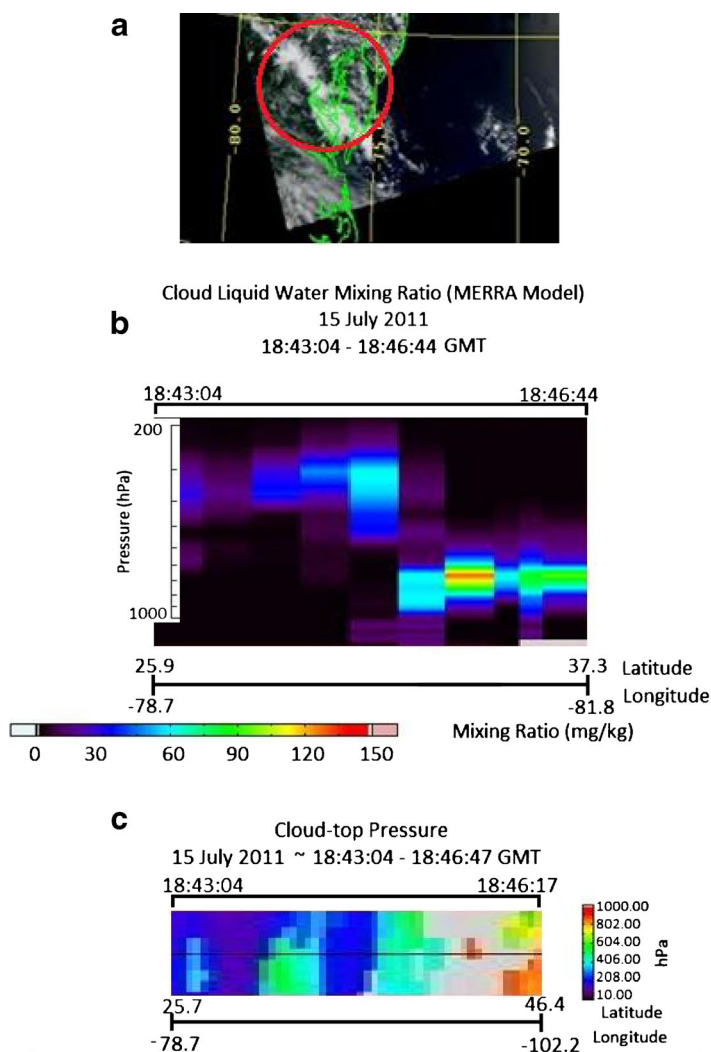 a
-80.0
-75.0
-70.0
Cloud Liquid Water Mixing Ratio (MERRA Model)
b
15 July 2011
18:43:04 - 18:46:44 GMT
18:43:04 18:46:44
200
Pressure (hPa)
1000
25.9 37.3 Latitude
-78.7 -81.8 Longitude
Mixing Ratio (mg/kg)
0 30 60 90 120 150
c
Cloud-top Pressure
15 July 2011 ~ 18:43:04 - 18:46:47 GMT
18:43:04 18:46:17
1000.00
802.00
604.00
406.00
208.00
10.00
hPa
25.7 46.4 Latitude
-78.7 -102.2 Longitude